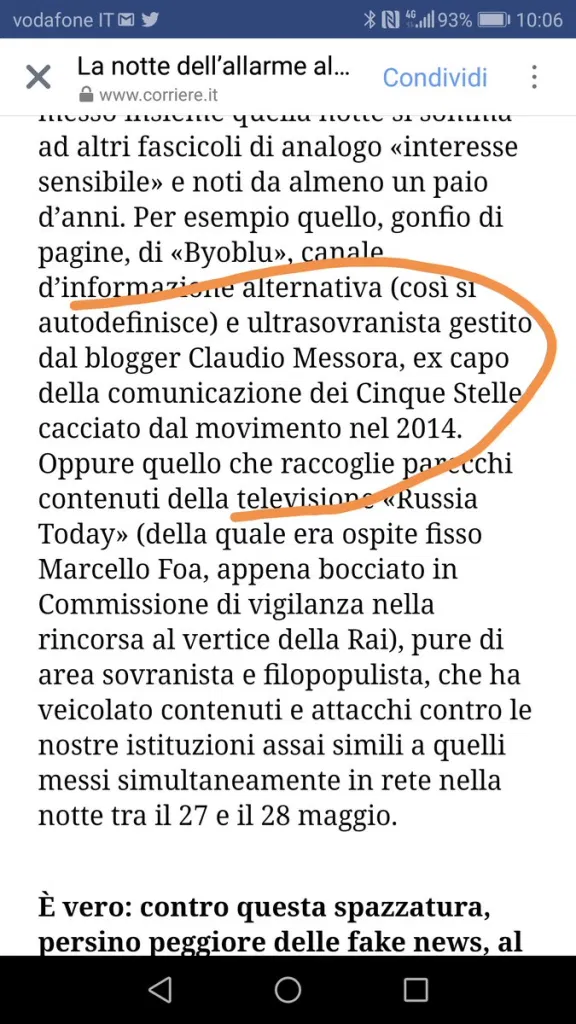 vodafone IT 4G 93% 10:06
La notte dell'allarme al...
www.corriere.it
Condividi
messo insieme quella notte si somma
ad altri fascicoli di analogo «interesse
sensibile» e noti da almeno un paio
d'anni. Per esempio quello, gonfio di
pagine, di «Byoblu», canale
d'informazione alternativa (così si
autodefinisce) e ultrasovranista gestito
dal blogger Claudio Messora, ex capo
della comunicazione dei Cinque Stelle
cacciato dal movimento nel 2014.
Oppure quello che raccoglie parecchi
contenuti della televisione «Russia
Today» (della quale era ospite fisso
Marcello Foa, appena bocciato in
Commissione di vigilanza nella
rincorsa al vertice della Rai), pure di
area sovranista e filopopulista, che ha
veicolato contenuti e attacchi contro le
nostre istituzioni assai simili a quelli
messi simultaneamente in rete nella
notte tra il 27 e il 28 maggio.
È vero: contro questa spazzatura,
persino peggiore delle fake news, al